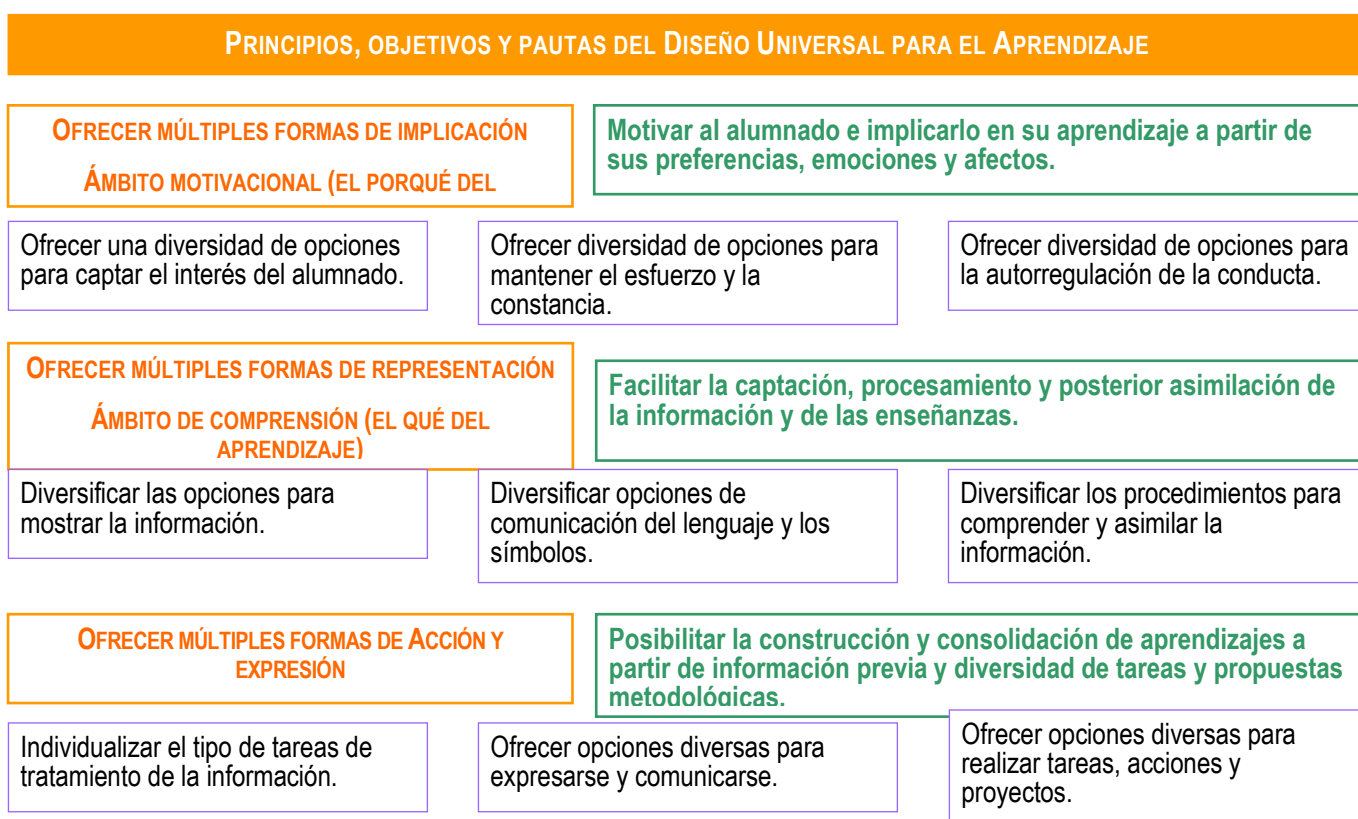 PRINCIPIOS, OBJETIVOS Y PAUTAS DEL DISEÑO UNIVERSAL PARA EL APRENDIZAJE
OFRECER MÚLTIPLES FORMAS DE IMPLICACIÓN
ÁMBITO MOTIVACIONAL (EL PORQUÉ DEL
Motivar al alumnado e implicarlo en su aprendizaje a partir de
sus preferencias, emociones y afectos.
Ofrecer una diversidad de opciones
para captar el interés del alumnado.
Ofrecer diversidad de opciones para
mantener el esfuerzo y la
constancia.
Ofrecer diversidad de opciones para
la autorregulación de la conducta.
OFRECER MÚLTIPLES FORMAS DE REPRESENTACIÓN
ÁMBITO DE COMPRENSIÓN (EL QUÉ DEL
APRENDIZAJE)
Facilitar la captación, procesamiento y posterior asimilación de
la información y de las enseñanzas.
Diversificar las opciones para
mostrar la información.
Diversificar opciones de
comunicación del lenguaje y los
símbolos.
Diversificar los procedimientos para
comprender y asimilar la
información.
OFRECER MÚLTIPLES FORMAS DE ACCIÓN Y
EXPRESIÓN
Posibilitar la construcción y consolidación de aprendizajes a
partir de información previa y diversidad de tareas y propuestas
metodológicas.
Individualizar el tipo de tareas de
tratamiento de la información.
Ofrecer opciones diversas para
expresarse y comunicarse.
Ofrecer opciones diversas para
realizar tareas, acciones y
proyectos.